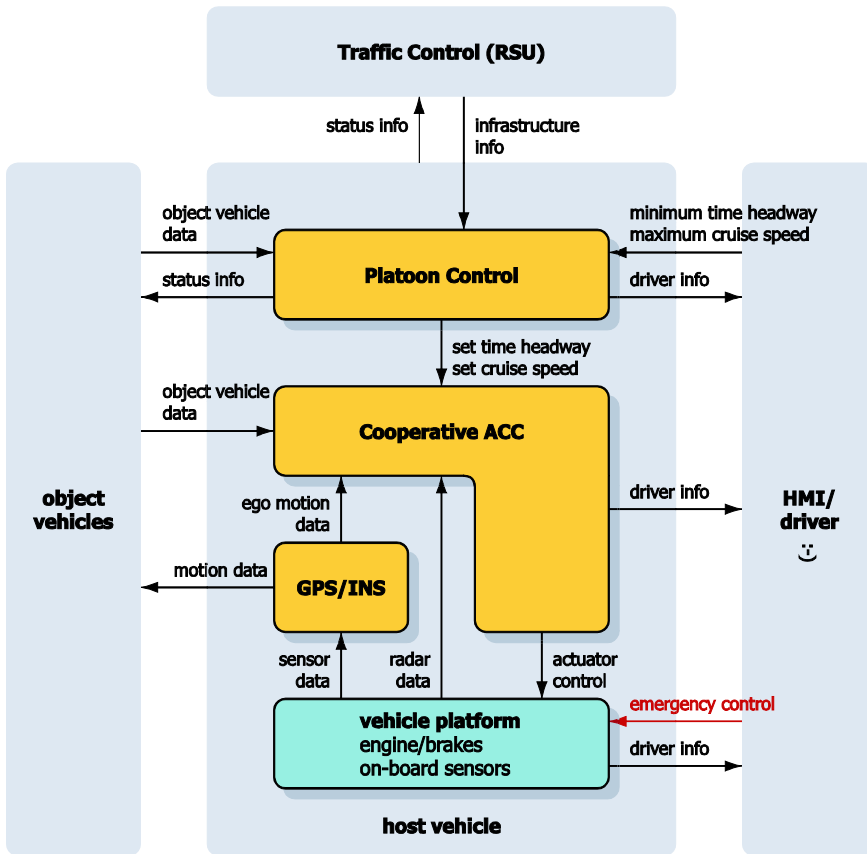 Traffic Control (RSU)
status info
infrastructure
info
object vehicle
data
minimum time headway
maximum cruise speed
Platoon Control
status info
driver info
set time headway
set cruise speed
object vehicle
data
Cooperative ACC
object
vehicles
ego motion
data
driver info
HMI/
driver
motion data
GPS/INS
sensor
data
radar
data
actuator
control
emergency control
vehicle platform
engine/brakes
on-board sensors
driver info
host vehicle